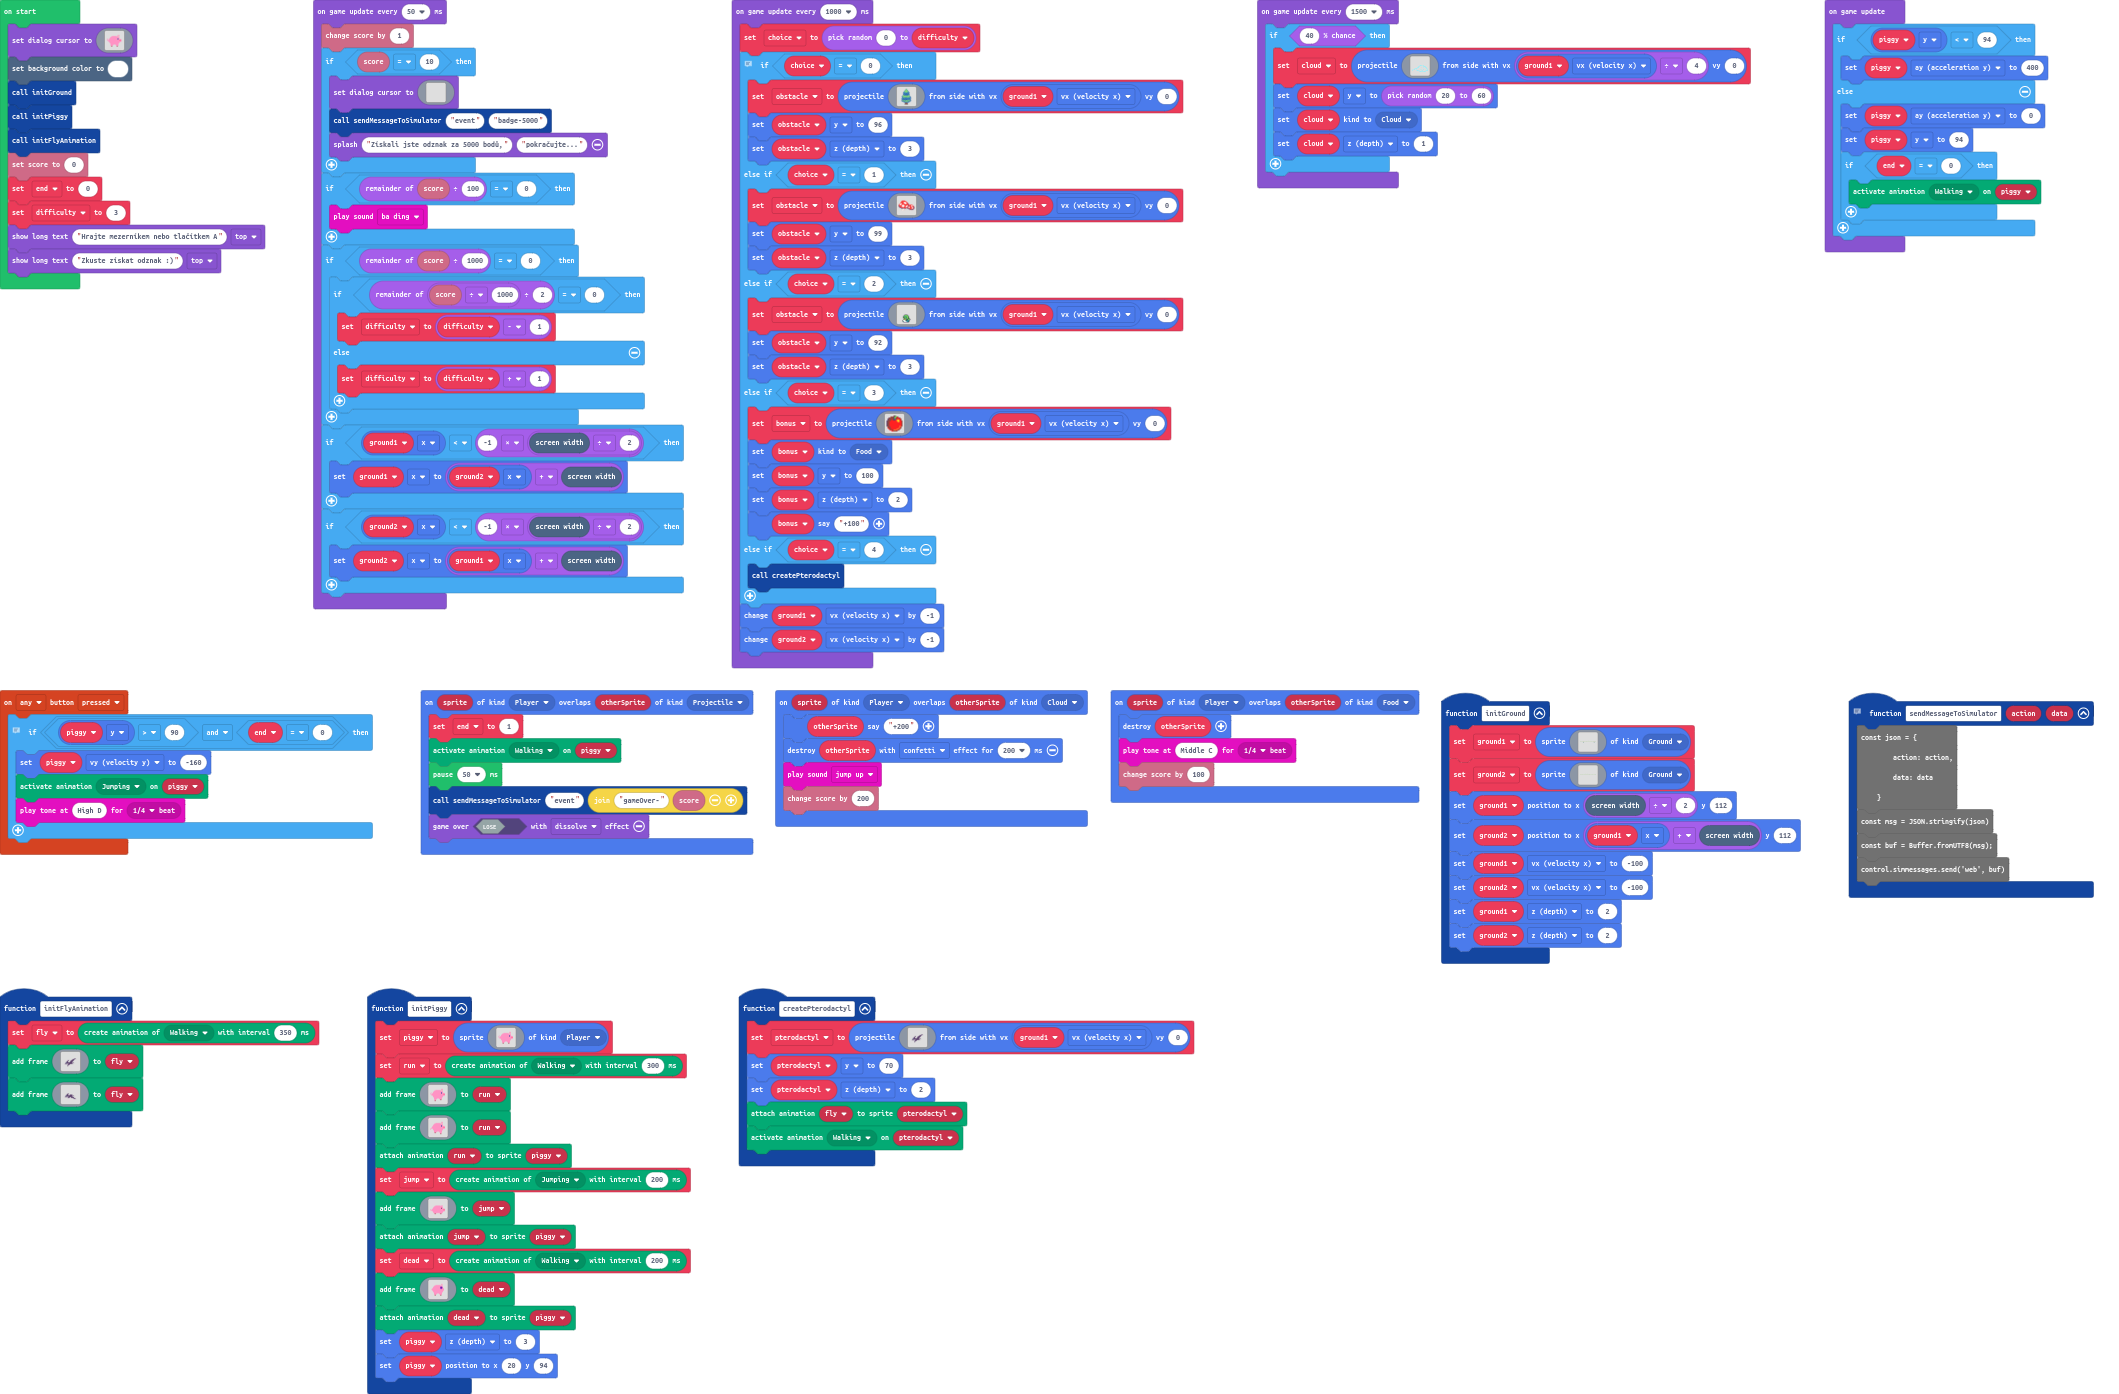 on start
set dialog cursor to
set background color to
call initGround
call initPiggy
call initFlyAnimation
set score to 0
set end to 0
set difficulty to 3
show long text "Hrajte mezerníkem nebo tlačítkem A" top
show long text "Zkuste získat odznak :)" top
on game update every 50 ms
change score by 1
if score = 10 then
set dialog cursor to
call sendMessageToSimulator "event" "badge-5000"
splash "Získali jste odznak za 5000 bodů," "pokračujte..."
if remainder of score ÷ 100 = 0 then
play sound ba ding
if remainder of score ÷ 1000 = 0 then
if remainder of score ÷ 1000 ÷ 2 = 0 then
set difficulty to difficulty - 1
else
set difficulty to difficulty + 1
if ground1 x < -1 × screen width ÷ 2 then
set ground1 x to ground2 x + screen width
if ground2 x < -1 × screen width ÷ 2 then
set ground2 x to ground1 x + screen width
on game update every 1000 ms
set choice to pick random 0 to difficulty
if choice = 0 then
set obstacle to projectile from side with vx ground1 vx (velocity x) vy 0
set obstacle y to 96
set obstacle z (depth) to 3
else if choice = 1 then
set obstacle to projectile from side with vx ground1 vx (velocity x) vy 0
set obstacle y to 99
set obstacle z (depth) to 3
else if choice = 2 then
set obstacle to projectile from side with vx ground1 vx (velocity x) vy 0
set obstacle y to 92
set obstacle z (depth) to 3
else if choice = 3 then
set bonus to projectile from side with vx ground1 vx (velocity x) vy 0
set bonus kind to Food
set bonus y to 100
set bonus z (depth) to 2
bonus say "+100"
else if choice = 4 then
call createPterodactyl
change ground1 vx (velocity x) by -1
change ground2 vx (velocity x) by -1
on game update every 1500 ms
if 40 % chance then
set cloud to projectile from side with vx ground1 vx (velocity x) ÷ 4 vy 0
set cloud y to pick random 20 to 60
set cloud kind to Cloud
set cloud z (depth) to 1
on game update
if piggy y < 94 then
set piggy ay (acceleration y) to 400
else
set piggy ay (acceleration y) to 0
set piggy y to 94
if end = 0 then
activate animation Walking on piggy
on any button pressed
if piggy y > 90 and end = 0 then
set piggy vy (velocity y) to -160
activate animation Jumping on piggy
play tone at High D for 1/4 beat
on sprite of kind Player overlaps otherSprite of kind Projectile
set end to 1
activate animation Walking on piggy
pause 50 ms
call sendMessageToSimulator "event" join "gameOver-" score
game over LOSE with dissolve effect
on sprite of kind Player overlaps otherSprite of kind Cloud
otherSprite say "+200"
destroy otherSprite with confetti effect for 200 ms
play sound jump up
change score by 200
on sprite of kind Player overlaps otherSprite of kind Food
destroy otherSprite
play tone at Middle C for 1/4 beat
change score by 100
function initGround
set ground1 to sprite of kind Ground
set ground2 to sprite of kind Ground
set ground1 position to x screen width ÷ 2 y 112
set ground2 position to x ground1 x + screen width y 112
set ground1 vx (velocity x) to -100
set ground2 vx (velocity x) to -100
set ground1 z (depth) to 2
set ground2 z (depth) to 2
function sendMessageToSimulator action data
const json = {
action: action,
data: data
}
const msg = JSON.stringify(json)
const buf = Buffer.fromUTF8(msg);
control.simmessages.send('web', buf)
function initFlyAnimation
set fly to create animation of Walking with interval 350 ms
add frame to fly
add frame to fly
function initPiggy
set piggy to sprite of kind Player
set run to create animation of Walking with interval 300 ms
add frame to run
add frame to run
attach animation run to sprite piggy
set jump to create animation of Jumping with interval 200 ms
add frame to jump
attach animation jump to sprite piggy
set dead to create animation of Walking with interval 200 ms
add frame to dead
attach animation dead to sprite piggy
set piggy z (depth) to 3
set piggy position to x 20 y 94
function createPterodactyl
set pterodactyl to projectile from side with vx ground1 vx (velocity x) vy 0
set pterodactyl y to 70
set pterodactyl z (depth) to 2
attach animation fly to sprite pterodactyl
activate animation Walking on pterodactyl